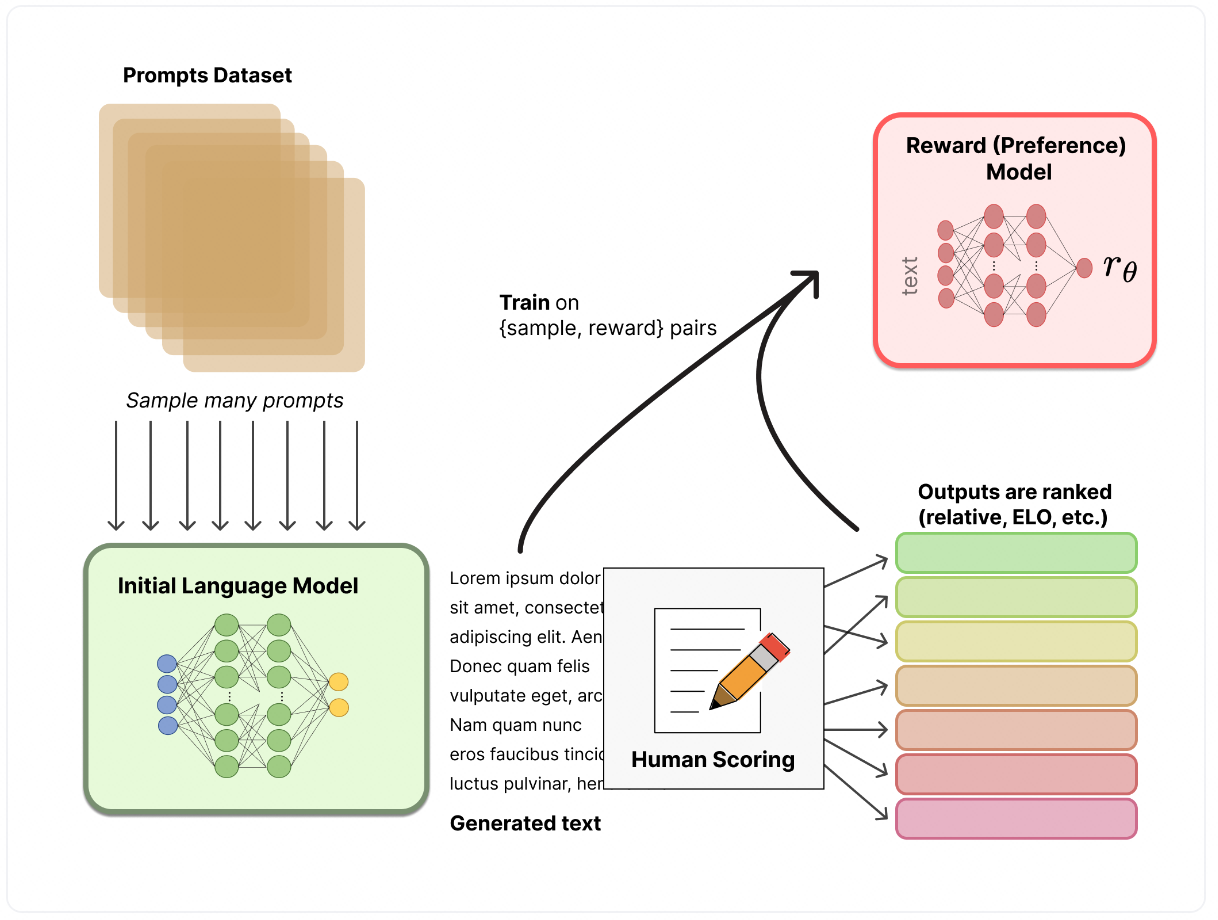 Prompts Dataset
Sample many prompts
Initial Language Model
Train on
{sample, reward} pairs
Reward (Preference)
Model
text
r_θ
Lorem ipsum dolor
sit amet, consectet
adipiscing elit. Aen
Donec quam felis
vulputate eget, arc
Nam quam nunc
eros faucibus tincid
luctus pulvinar, her
Generated text
Human Scoring
Outputs are ranked
(relative, ELO, etc.)